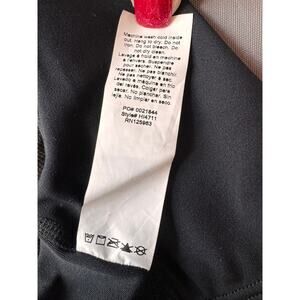 Machine wash cold inside
out. Hang to dry. Do not
iron. Do not bleach. Do
not dry clean.
Lavage à froid en machine
à l'envers. Suspendre
pour sécher. Ne pas
repasser. Ne pas blanchir.
Ne pas nettoyer à sec.
Lavado a máquina en frío
del revés. Colgar para
secar. No planchar. Sin
lejía. No limpiar en seco.
PO# 0021844
Style# HI4711
RN125983